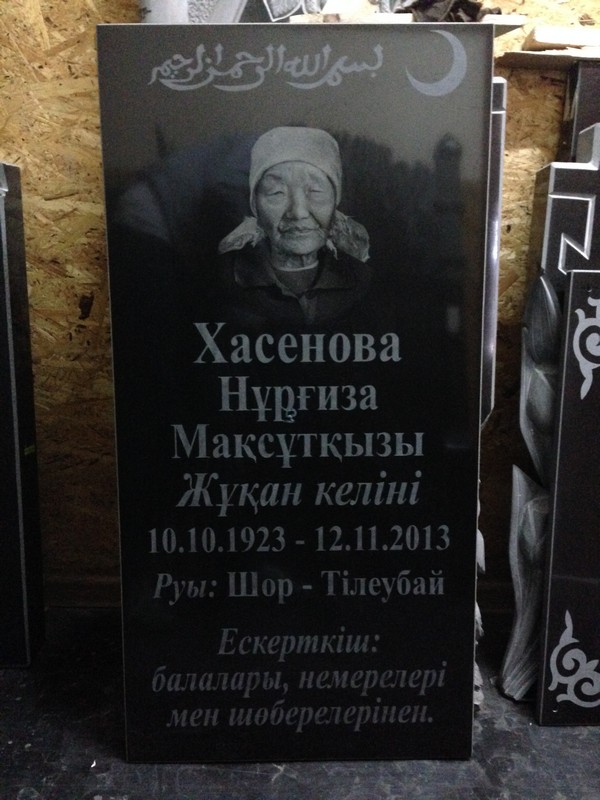 بسم الله الرحمن الرحيم
Хасенова
Нұрғиза
Мақсұтқызы
Жұқан келіні
10.10.1923 - 12.11.2013
Руы: Шор - Тілеубай
Ескерткіш:
балалары, немерелері
мен шөберелерінен.